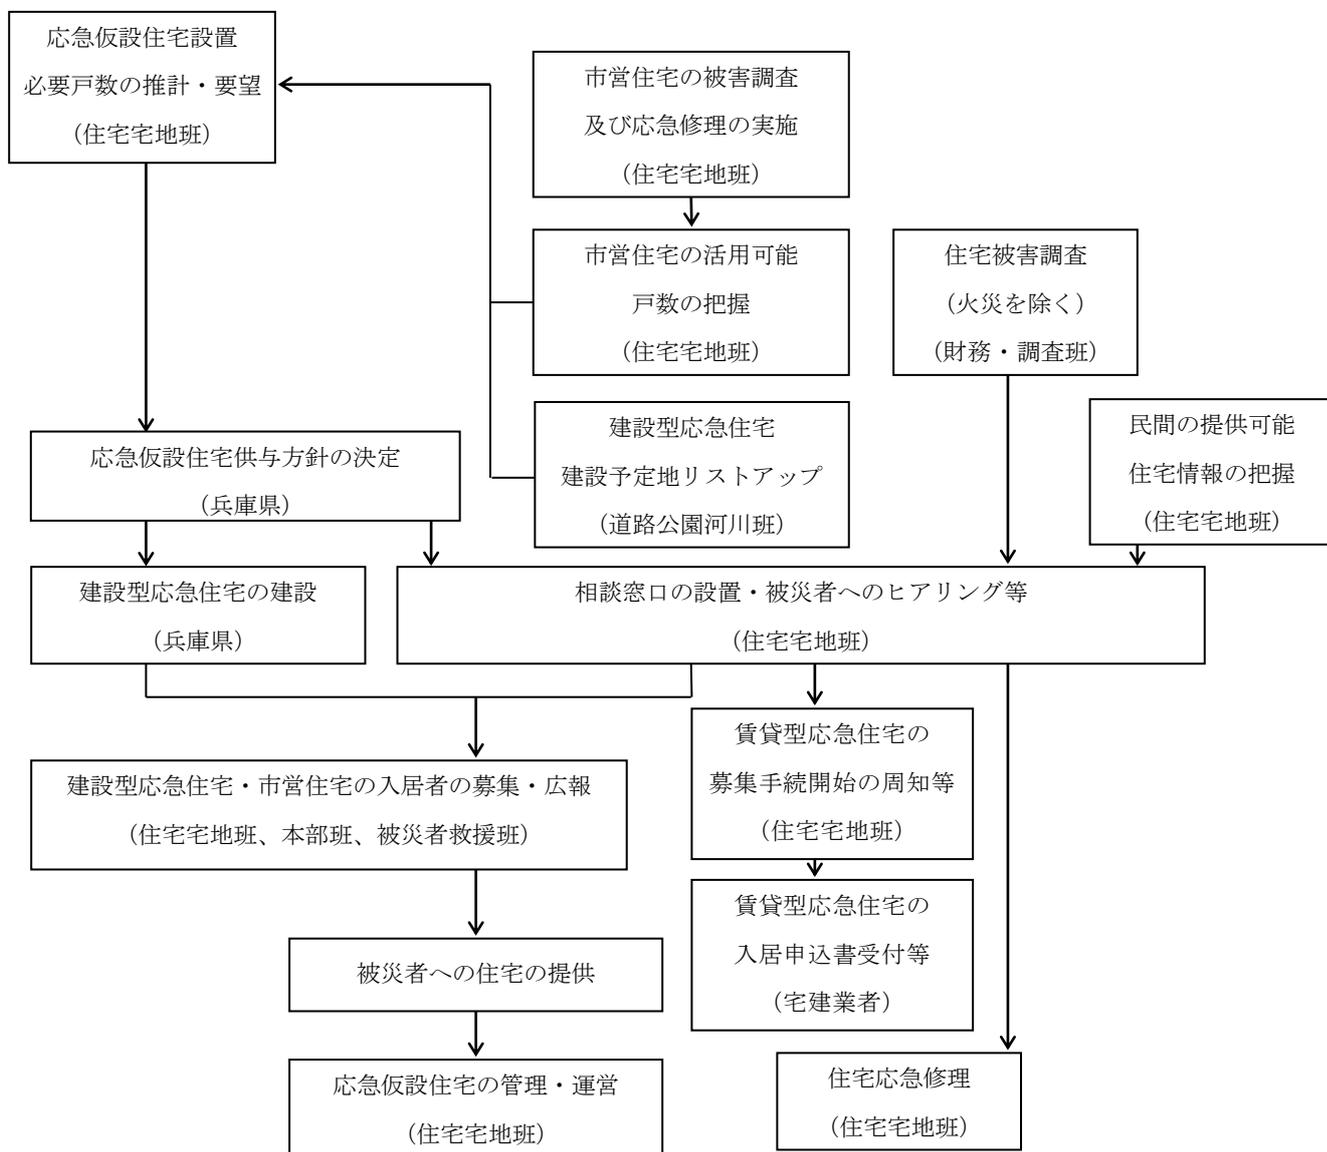 応急仮設住宅設置
必要戸数の推計・要望
（住宅宅地班）
市営住宅の被害調査
及び応急修理の実施
（住宅宅地班）
市営住宅の活用可能
戸数の把握
（住宅宅地班）
住宅被害調査
（火災を除く）
（財務・調査班）
建設型応急住宅
建設予定地リストアップ
（道路公園河川班）
民間の提供可能
住宅情報の把握
（住宅宅地班）
応急仮設住宅供与方針の決定
（兵庫県）
建設型応急住宅の建設
（兵庫県）
相談窓口の設置・被災者へのヒアリング等
（住宅宅地班）
賃貸型応急住宅の
募集手続開始の周知等
（住宅宅地班）
建設型応急住宅・市営住宅の入居者の募集・広報
（住宅宅地班、本部班、被災者救援班）
賃貸型応急住宅の
入居申込書受付等
（宅建業者）
被災者への住宅の提供
応急仮設住宅の管理・運営
（住宅宅地班）
住宅応急修理
（住宅宅地班）